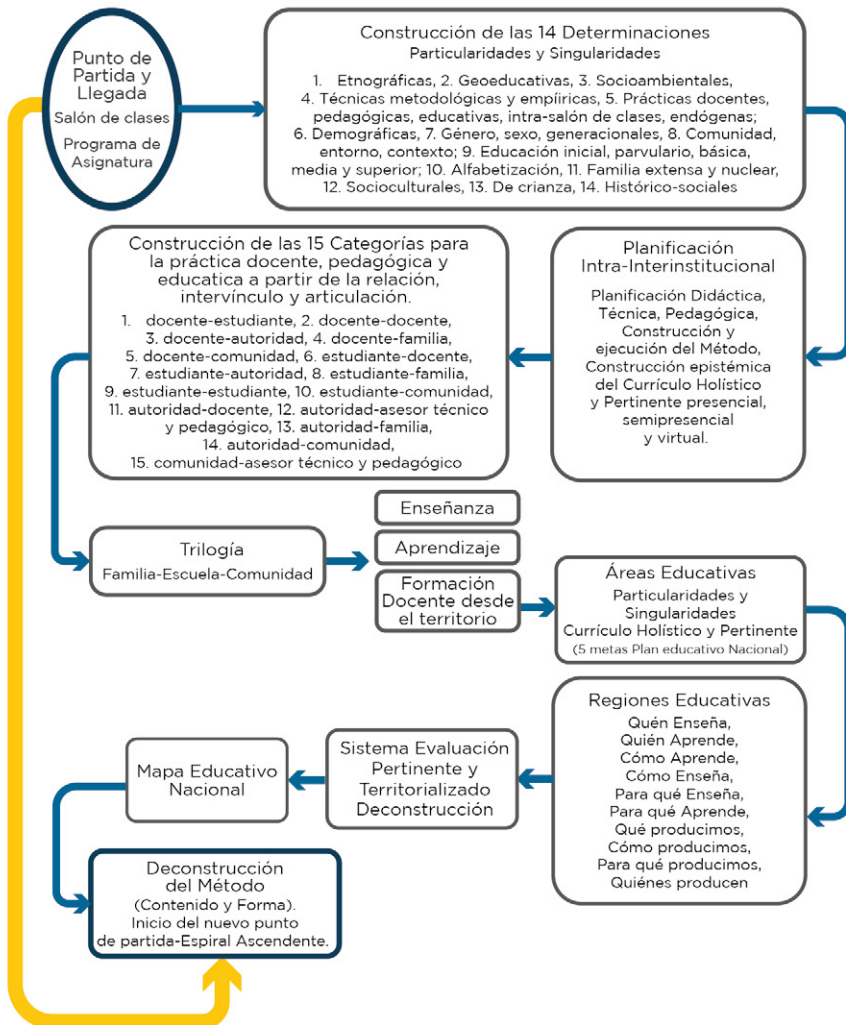 Punto de
Partida y
Llegada
Salón de clases
Programa de
Asignatura
Construcción de las 14 Determinaciones
Particularidades y Singularidades
1. Etnográficas, 2. Geoeducativas, 3. Socioambientales,
4. Técnicas metodológicas y empíiricas, 5. Prácticas docentes,
pedagógicas, educativas, intra-salón de clases, endógenas;
6. Demográficas, 7. Género, sexo, generacionales, 8. Comunidad,
entorno, contexto; 9. Educación inicial, parvulario, básica,
media y superior; 10. Alfabetización, 11. Familia extensa y nuclear,
12. Socioculturales, 13. De crianza, 14. Histórico-sociales
Planificación
Intra-Interinstitucional
Planificación Didáctica,
Técnica, Pedagógica,
Construcción y
ejecución del Método,
Construcción epistémica
del Currículo Holístico
y Pertinente presencial,
semipresencial
y virtual.
Construcción de las 15 Categorías para
la práctica docente, pedagógica y
educatica a partir de la relación,
intervínculo y articulación.
1. docente-estudiante, 2. docente-docente,
3. docente-autoridad, 4. docente-familia,
5. docente-comunidad, 6. estudiante-docente,
7. estudiante-autoridad, 8. estudiante-familia,
9. estudiante-estudiante, 10. estudiante-comunidad,
11. autoridad-docente, 12. autoridad-asesor técnico
y pedagógico, 13. autoridad-familia,
14. autoridad-comunidad,
15. comunidad-asesor técnico y pedagógico
Trilogía
Familia-Escuela-Comunidad
Enseñanza
Aprendizaje
Formación
Docente desde
el territorio
Áreas Educativas
Particularidades y
Singularidades
Currículo Holístico y Pertinente
(5 metas Plan educativo Nacional)
Regiones Educativas
Quén Enseña,
Quién Aprende,
Cómo Aprende,
Cómo Enseña,
Para qué Enseña,
Para qué Aprende,
Qué producimos,
Cómo producimos,
Para qué producimos,
Quiénes producen
Sistema Evaluación
Pertinente y
Territorializado
Deconstrucción
Mapa Educativo
Nacional
Deconstrucción
del Método
(Contenido y Forma).
Inicio del nuevo punto
de partida-Espiral Ascendente.